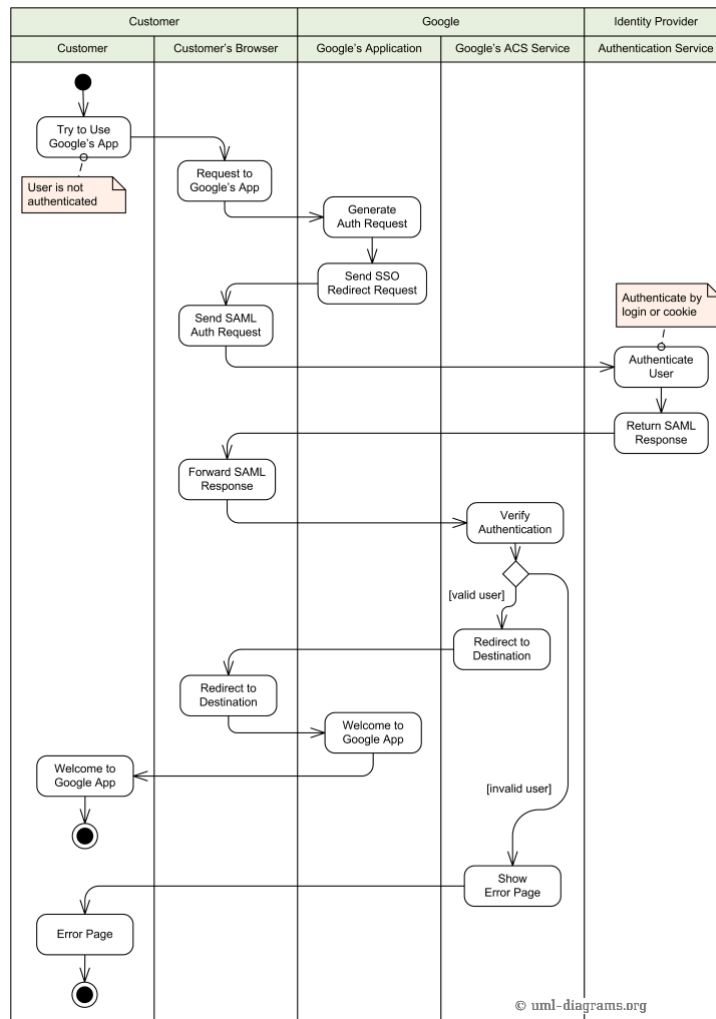 Customer
Google
Identity Provider
Customer
Customer's Browser
Google's Application
Google's ACS Service
Authentication Service
Try to Use
Google's App
User is not
authenticated
Request to
Google's App
Generate
Auth Request
Send SSO
Redirect Request
Send SAML
Auth Request
Authenticate by
login or cookie
Authenticate
User
Return SAML
Response
Forward SAML
Response
Verify
Authentication
[valid user]
Redirect to
Destination
Redirect to
Destination
Welcome to
Google App
Welcome to
Google App
[invalid user]
Show
Error Page
Error Page
© uml-diagrams.org